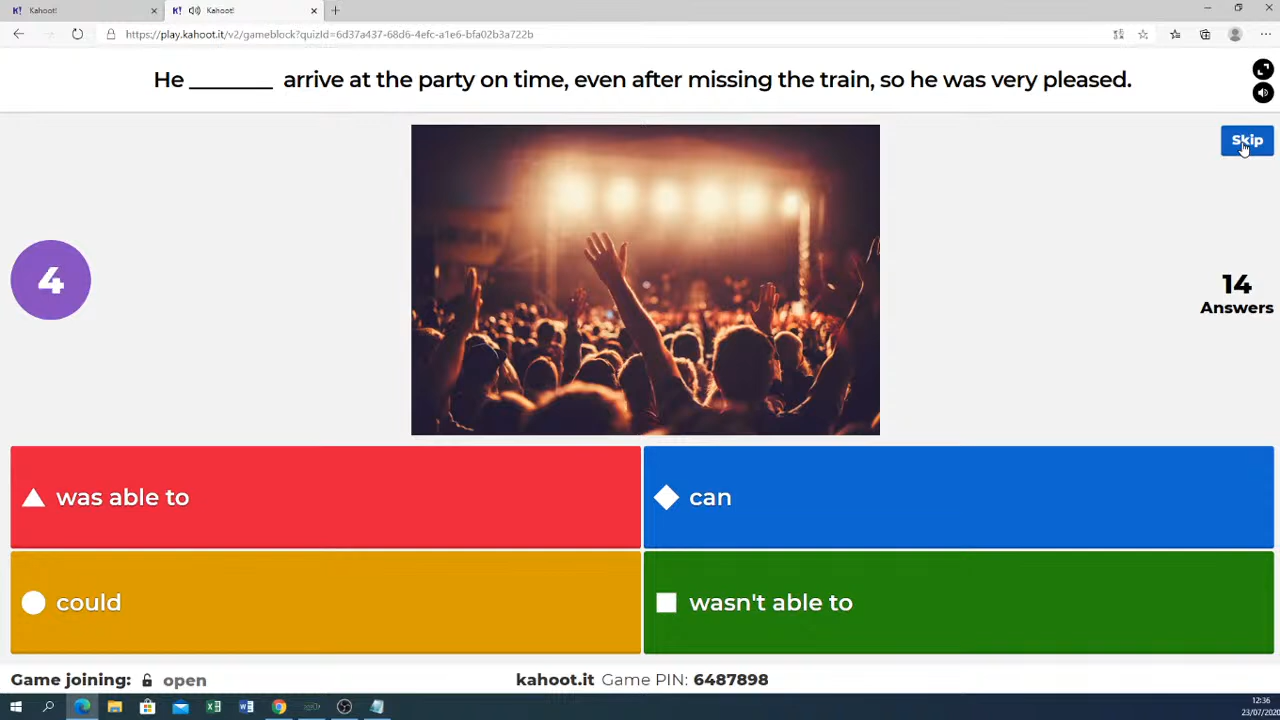 K! Kahoot!
K! Kahoot!
https://play.kahoot.it/v2/gameblock?quizId=6d37a437-68d6-4efc-a1e6-bfa02b3a722b
He _______ arrive at the party on time, even after missing the train, so he was very pleased.
Skip
4
14
Answers
was able to
can
could
wasn't able to
Game joining: open
kahoot.it Game PIN: 6487898
12:36
23/07/2020